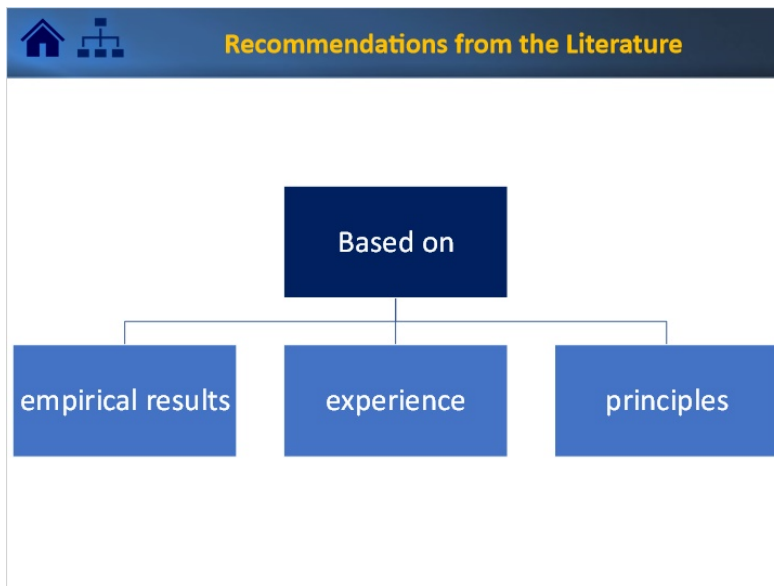 Recommendations from the Literature
Based on
empirical results
experience
principles